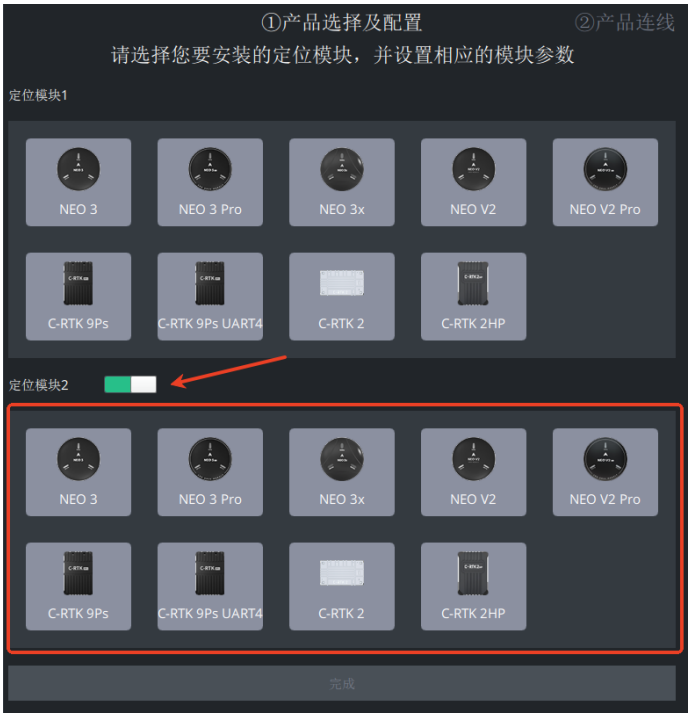 ①产品选择及配置 ②产品连线
请选择您要安装的定位模块，并设置相应的模块参数
定位模块1
NEO 3 NEO 3 Pro NEO 3x NEO V2 NEO V2 Pro
C-RTK 9Ps C-RTK 9Ps UART4 C-RTK 2 C-RTK 2HP
定位模块2
NEO 3 NEO 3 Pro NEO 3x NEO V2 NEO V2 Pro
C-RTK 9Ps C-RTK 9Ps UART4 C-RTK 2 C-RTK 2HP
完成